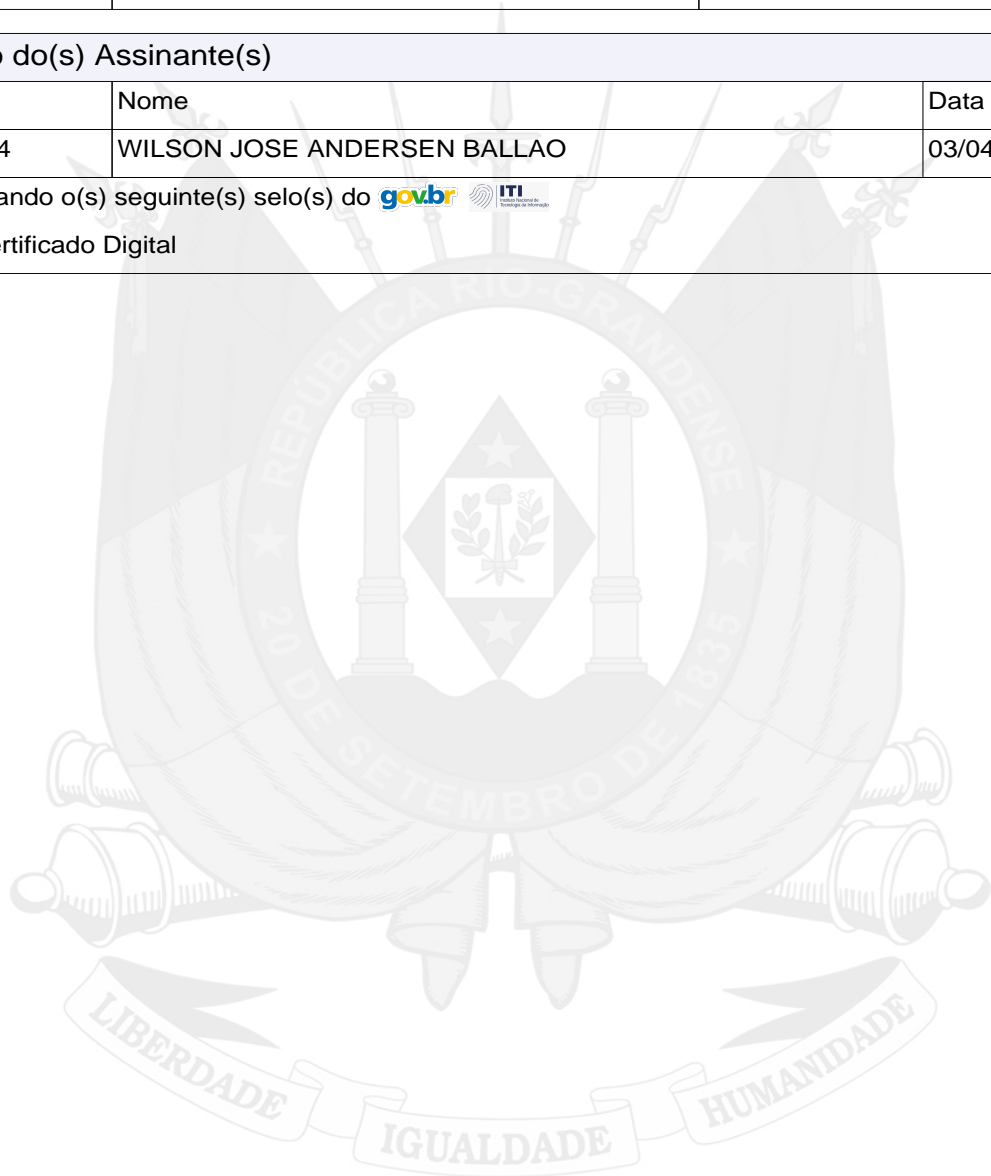 o do(s) Assinante(s)
Nome Data
4 WILSON JOSE ANDERSEN BALLAO 03/04
ando o(s) seguinte(s) selo(s) do gov.br ITI
ertificado Digital
REPÚBLICA RIO-GRANDENSE
20 DE SETEMBRO DE 1835
LIBERDADE IGUALDADE HUMANIDADE